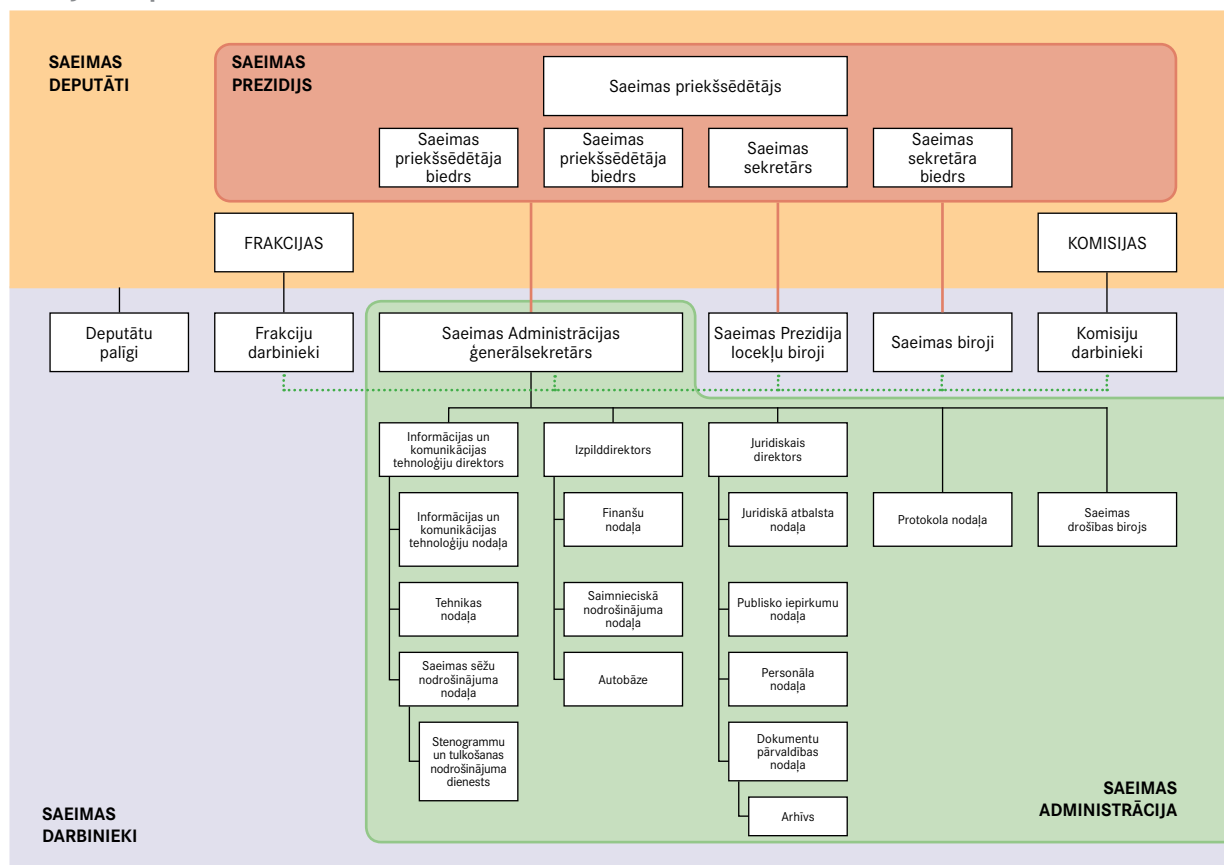 SAEIMAS
DEPUTĀTI
SAEIMAS
PREZIDIJS
Saeimas priekšsēdētājs
Saeimas
priekšsēdētāja
biedrs
Saeimas
priekšsēdētāja
biedrs
Saeimas
sekretārs
Saeimas
sekretāra
biedrs
FRAKCIJAS
KOMISIJAS
Deputātu
palīgi
Frakciju
darbinieki
Saeimas Administrācijas
ģenerālsekretārs
Saeimas Prezidija
locekļu biroji
Saeimas biroji
Komisiju
darbinieki
Informācijas un
komunikācijas
tehnoloģiju direktors
Izpilddirektors
Juridiskais
direktors
Informācijas un
komunikācijas
tehnoloģiju nodaļa
Finanšu
nodaļa
Juridiskā atbalsta
nodaļa
Protokola nodaļa
Saeimas
drošības birojs
Tehnikas
nodaļa
Saimnieciskā
nodrošinājuma
nodaļa
Publisko iepirkumu
nodaļa
Saeimas sēžu
nodrošinājuma
nodaļa
Autobāze
Personāla
nodaļa
Stenogrammu
un tulkošanas
nodrošinājuma
dienests
Dokumentu
pārvaldības
nodaļa
Arhīvs
SAEIMAS
ADMINISTRĀCIJA
SAEIMAS
DARBINIEKI